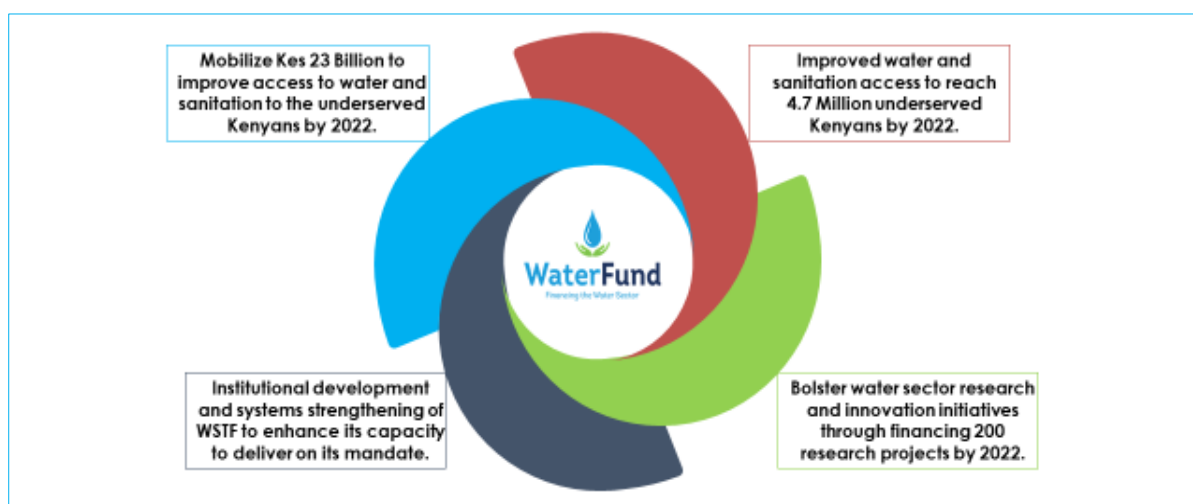 Mobilize Kes 23 Billion to
improve access to water and
sanitation to the underserved
Kenyans by 2022.
Improved water and
sanitation access to reach
4.7 Million underserved
Kenyans by 2022.
WaterFund
Financing the Water Sector
Institutional development
and systems strengthening of
WSTF to enhance its capacity
to deliver on its mandate.
Bolster water sector research
and innovation initiatives
through financing 200
research projects by 2022.